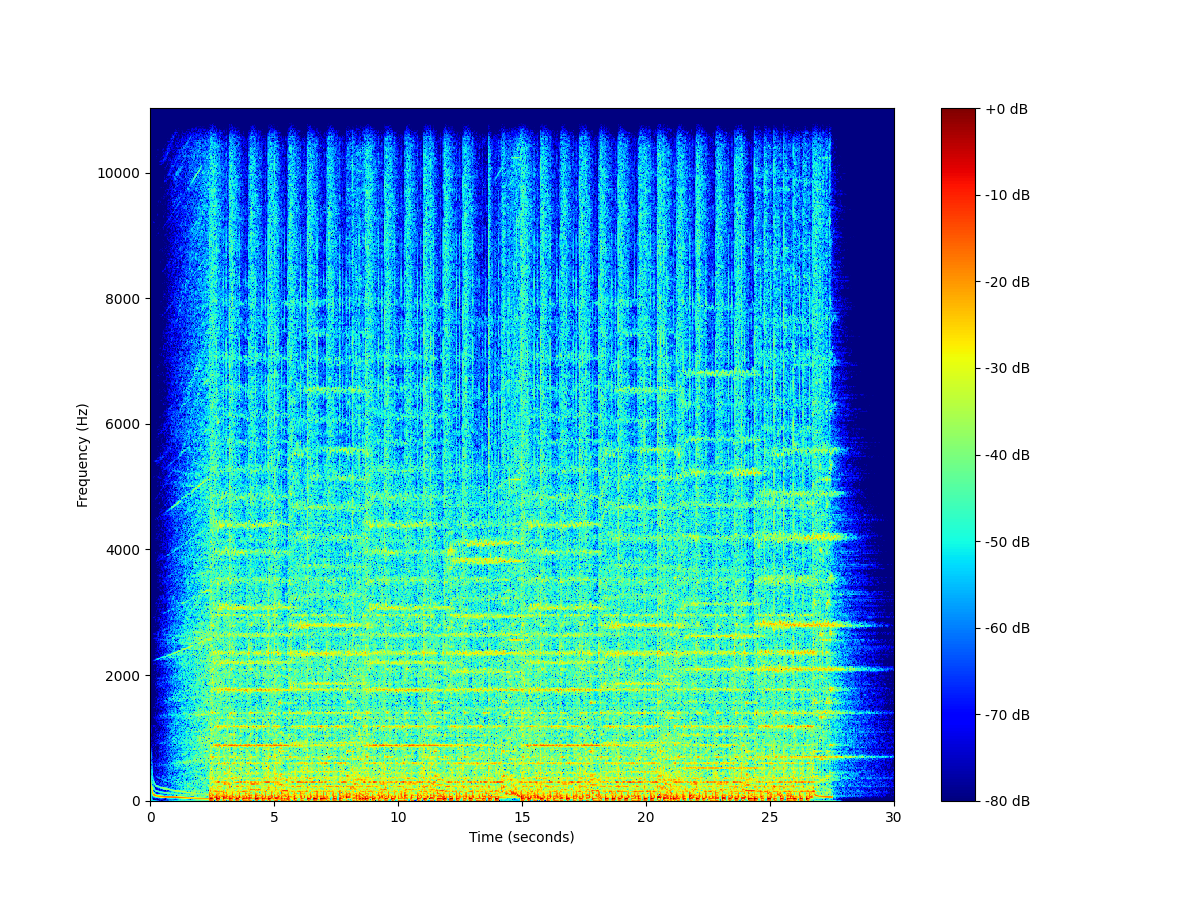 +0 dB
10000
-10 dB
8000
-20 dB
-30 dB
6000
Frequency (Hz)
-40 dB
4000
-50 dB
-60 dB
2000
-70 dB
0
-80 dB
0 5 10 15 20 25 30
Time (seconds)